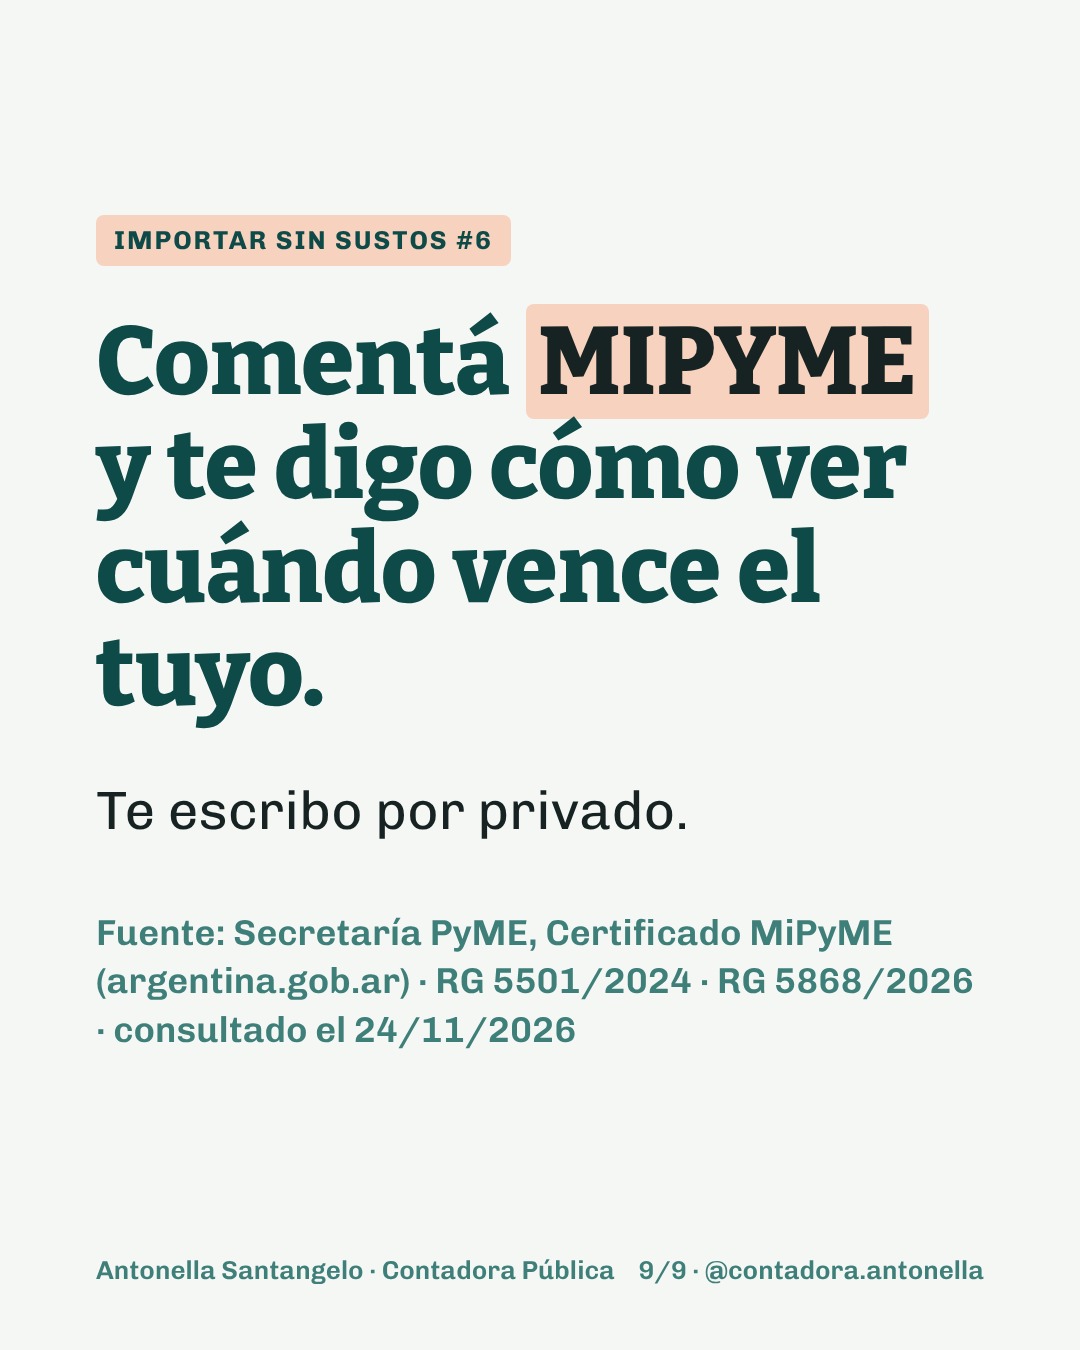 IMPORTAR SIN SUSTOS #6
Comentá MIPYME
y te digo cómo ver
cuándo vence el
tuyo.
Te escribo por privado.
Fuente: Secretaría PyME, Certificado MiPyME
(argentina.gob.ar) · RG 5501/2024 · RG 5868/2026
· consultado el 24/11/2026
Antonella Santangelo · Contadora Pública 9/9 · @contadora.antonella